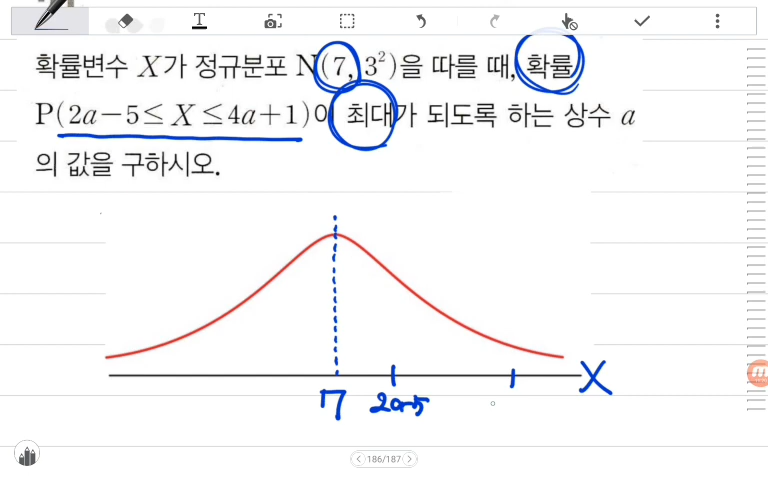 T
확률변수 X가 정규분포 N(7, 3²)을 따를 때, 확률
P(2a-5≤X≤4a+1)이 최대가 되도록 하는 상수 a
의 값을 구하시오.
X
7 2a-5
186/187